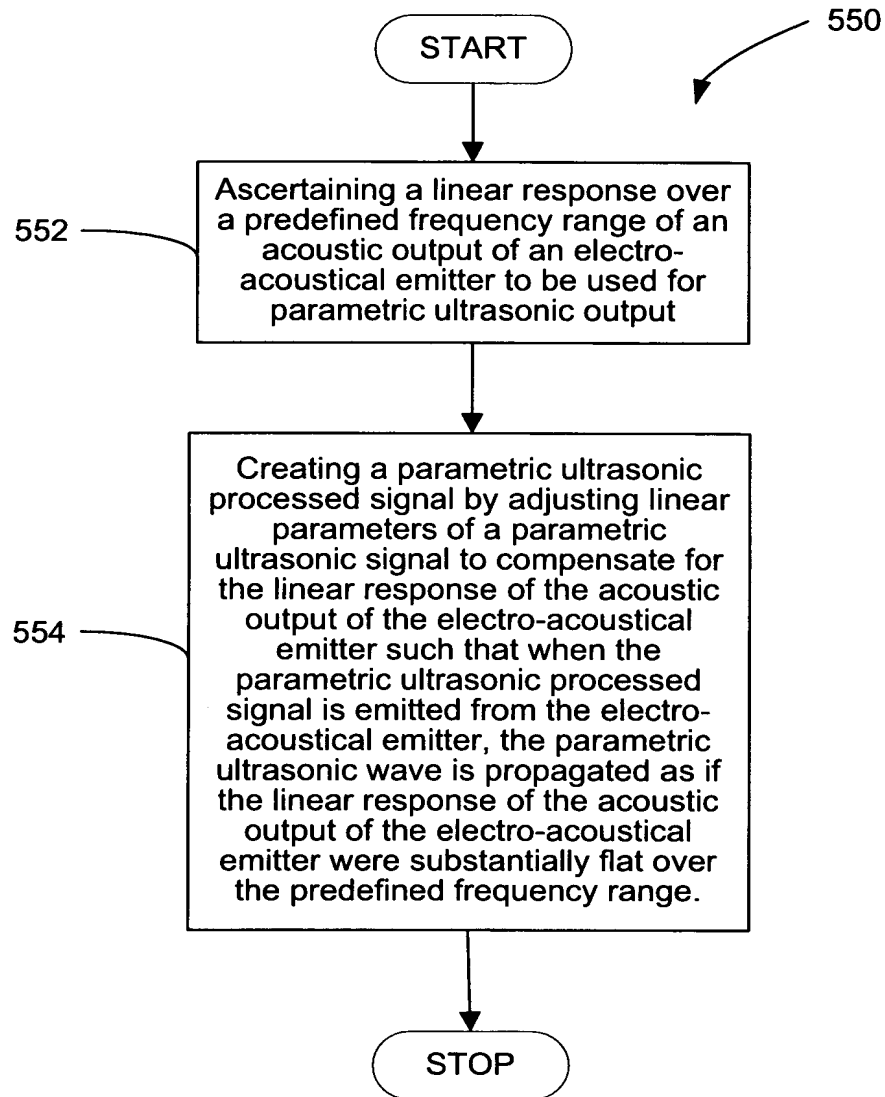 550
START
552
Ascertaining a linear response over
a predefined frequency range of an
acoustic output of an electro-
acoustical emitter to be used for
parametric ultrasonic output
554
Creating a parametric ultrasonic
processed signal by adjusting linear
parameters of a parametric
ultrasonic signal to compensate for
the linear response of the acoustic
output of the electro-acoustical
emitter such that when the
parametric ultrasonic processed
signal is emitted from the electro-
acoustical emitter, the parametric
ultrasonic wave is propagated as if
the linear response of the acoustic
output of the electro-acoustical
emitter were substantially flat over
the predefined frequency range.
STOP